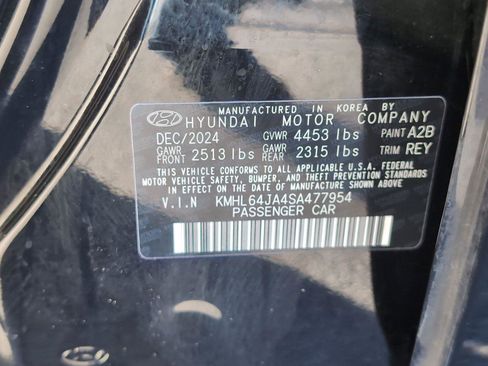 MANUFACTURED IN KOREA BY
HYUNDAI MOTOR COMPANY
DEC/2024 GVWR 4453 lbs PAINT A2B
GAWR FRONT 2513 lbs GAWR REAR 2315 lbs TRIM REY
THIS VEHICLE CONFORMS TO ALL APPLICABLE U.S.A. FEDERAL
MOTOR VEHICLE SAFETY, BUMPER, AND THEFT PREVENTION STANDARDS
IN EFFECT ON THE DATE OF MANUFACTURE SHOWN ABOVE.
V.I.N KMHL64JA4SA477954
PASSENGER CAR